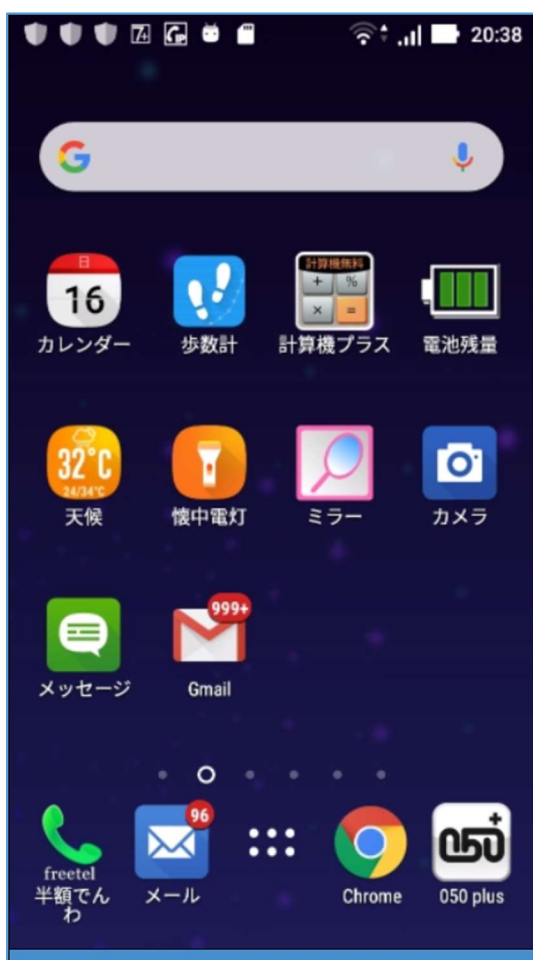 20:38
G
日
16
カレンダー
歩数計
計算機無料
+ %
× =
計算機プラス
電池残量
32°C
24/34°C
天候
懐中電灯
ミラー
カメラ
メッセージ
999+
Gmail
freetel
半額でん
わ
96
メール
Chrome
050+
050 plus